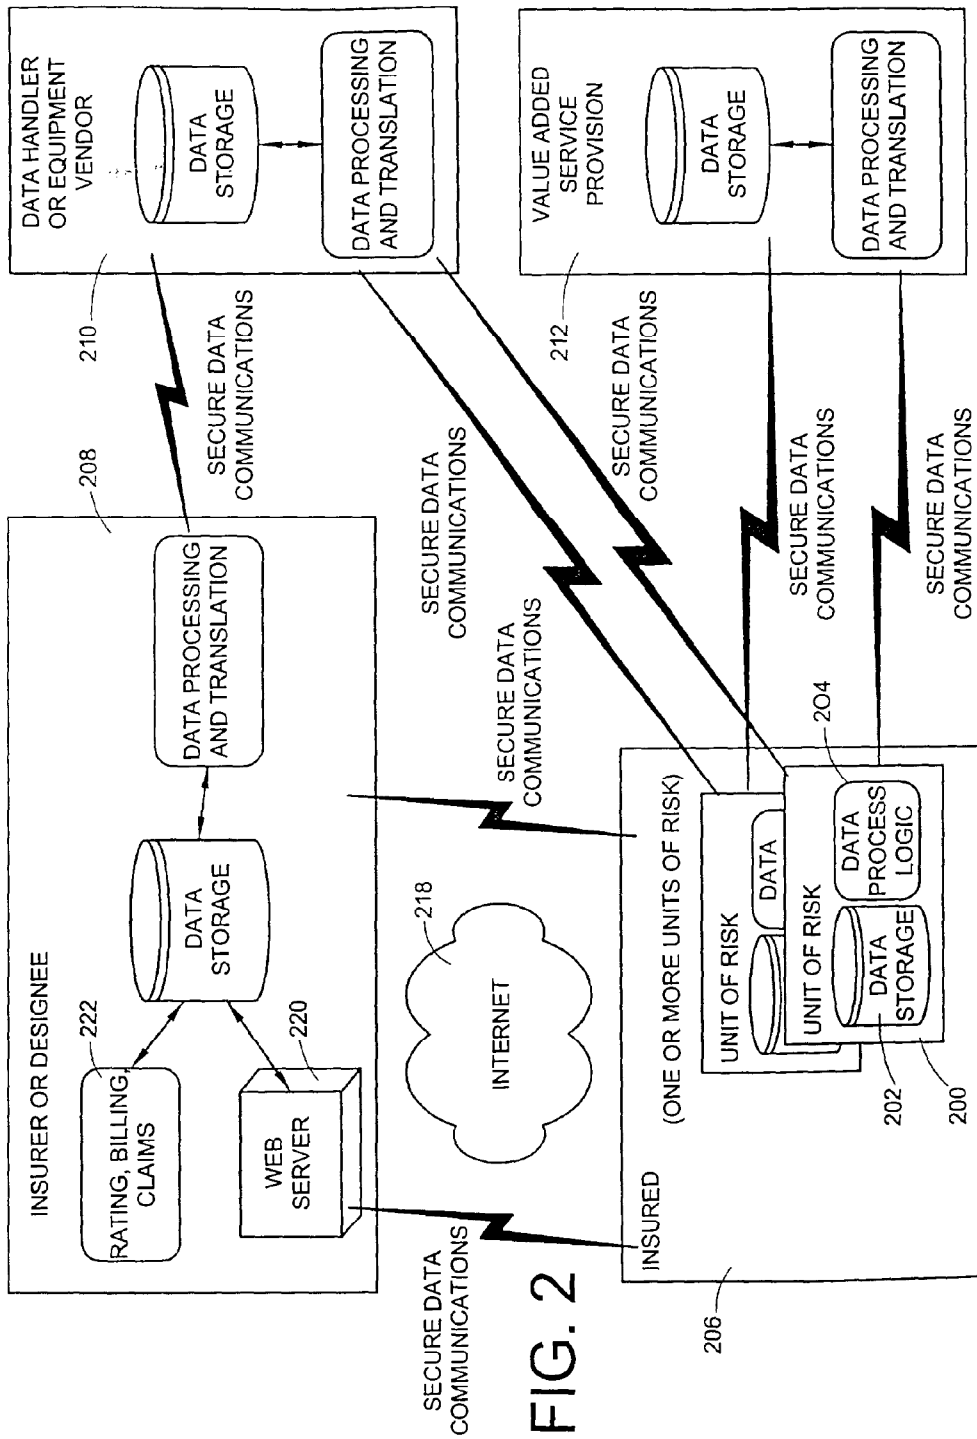 INSURER OR DESIGNEE
222
RATING, BILLING,
CLAIMS
220
WEB
SERVER
DATA
STORAGE
DATA PROCESSING
AND TRANSLATION
208
SECURE DATA
COMMUNICATIONS
210
DATA HANDLER
OR EQUIPMENT
VENDOR
DATA
STORAGE
DATA PROCESSING
AND TRANSLATION
SECURE DATA
COMMUNICATIONS
INTERNET
218
SECURE DATA
COMMUNICATIONS
SECURE DATA
COMMUNICATIONS
SECURE DATA
COMMUNICATIONS
212
VALUE ADDED
SERVICE
PROVISION
DATA
STORAGE
DATA PROCESSING
AND TRANSLATION
SECURE DATA
COMMUNICATIONS
SECURE DATA
COMMUNICATIONS
FIG. 2
206
INSURED
(ONE OR MORE UNITS OF RISK)
UNIT OF RISK
DATA
UNIT OF RISK
204
DATA
STORAGE
DATA
PROCESS
LOGIC
202
200